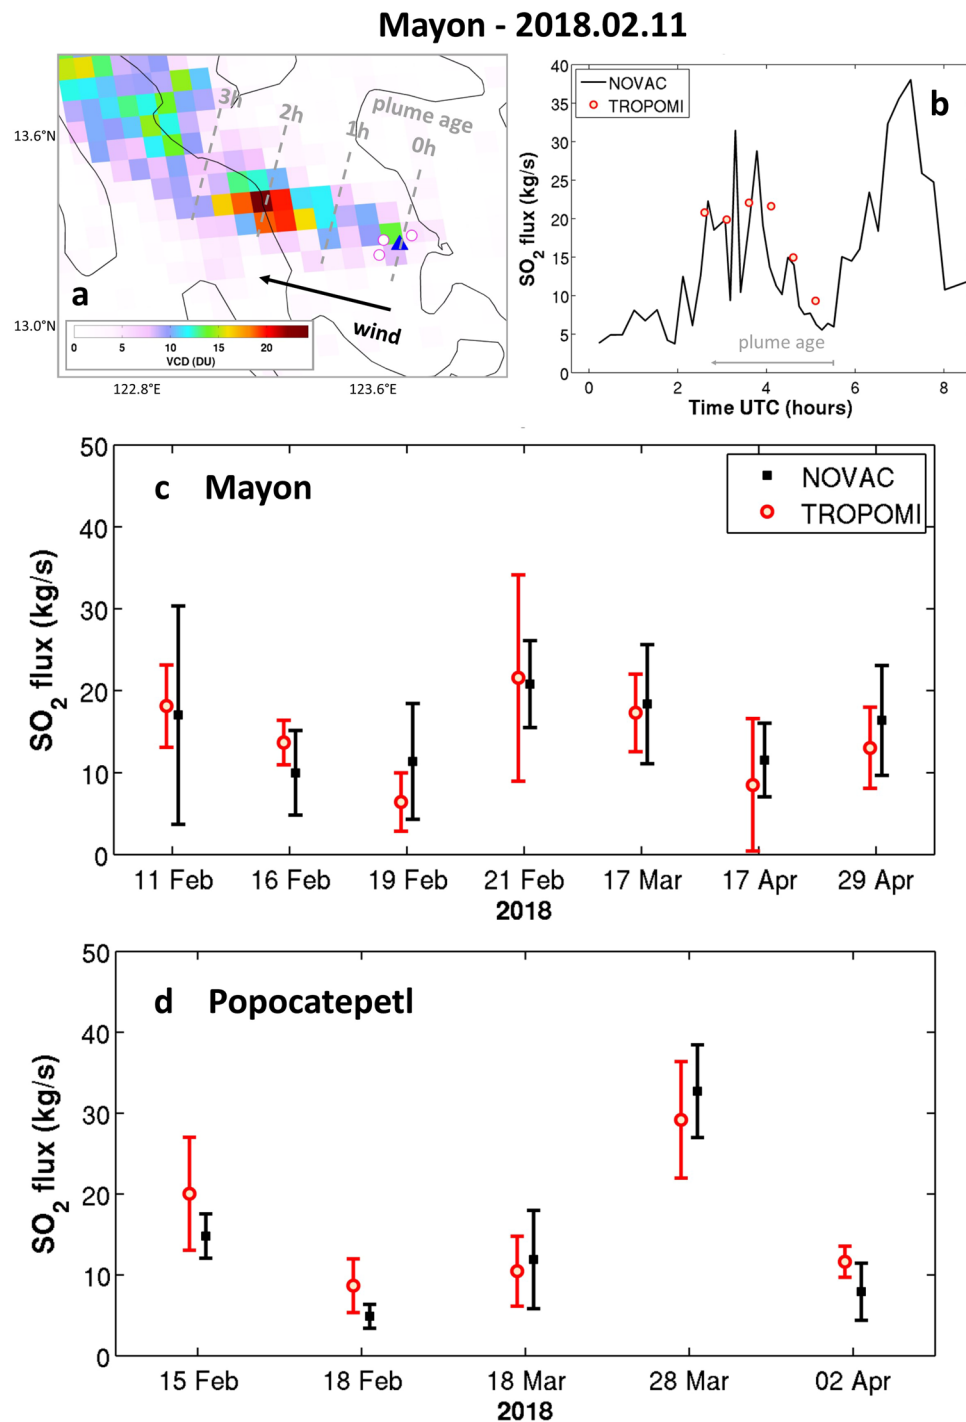 Mayon - 2018.02.11
a
3h
2h
1h
plume age
0h
wind
13.6°N
13.0°N
0 5 10 15 20
VCD (DU)
122.8°E 123.6°E
b
NOVAC
TROPOMI
SO2 flux (kg/s)
40
35
30
25
20
15
10
5
0
plume age
0 2 4 6 8
Time UTC (hours)
c Mayon
NOVAC
TROPOMI
SO2 flux (kg/s)
50
40
30
20
10
0
11 Feb 16 Feb 19 Feb 21 Feb 17 Mar 17 Apr 29 Apr
2018
d Popocatepetl
SO2 flux (kg/s)
50
40
30
20
10
0
15 Feb 18 Feb 18 Mar 28 Mar 02 Apr
2018